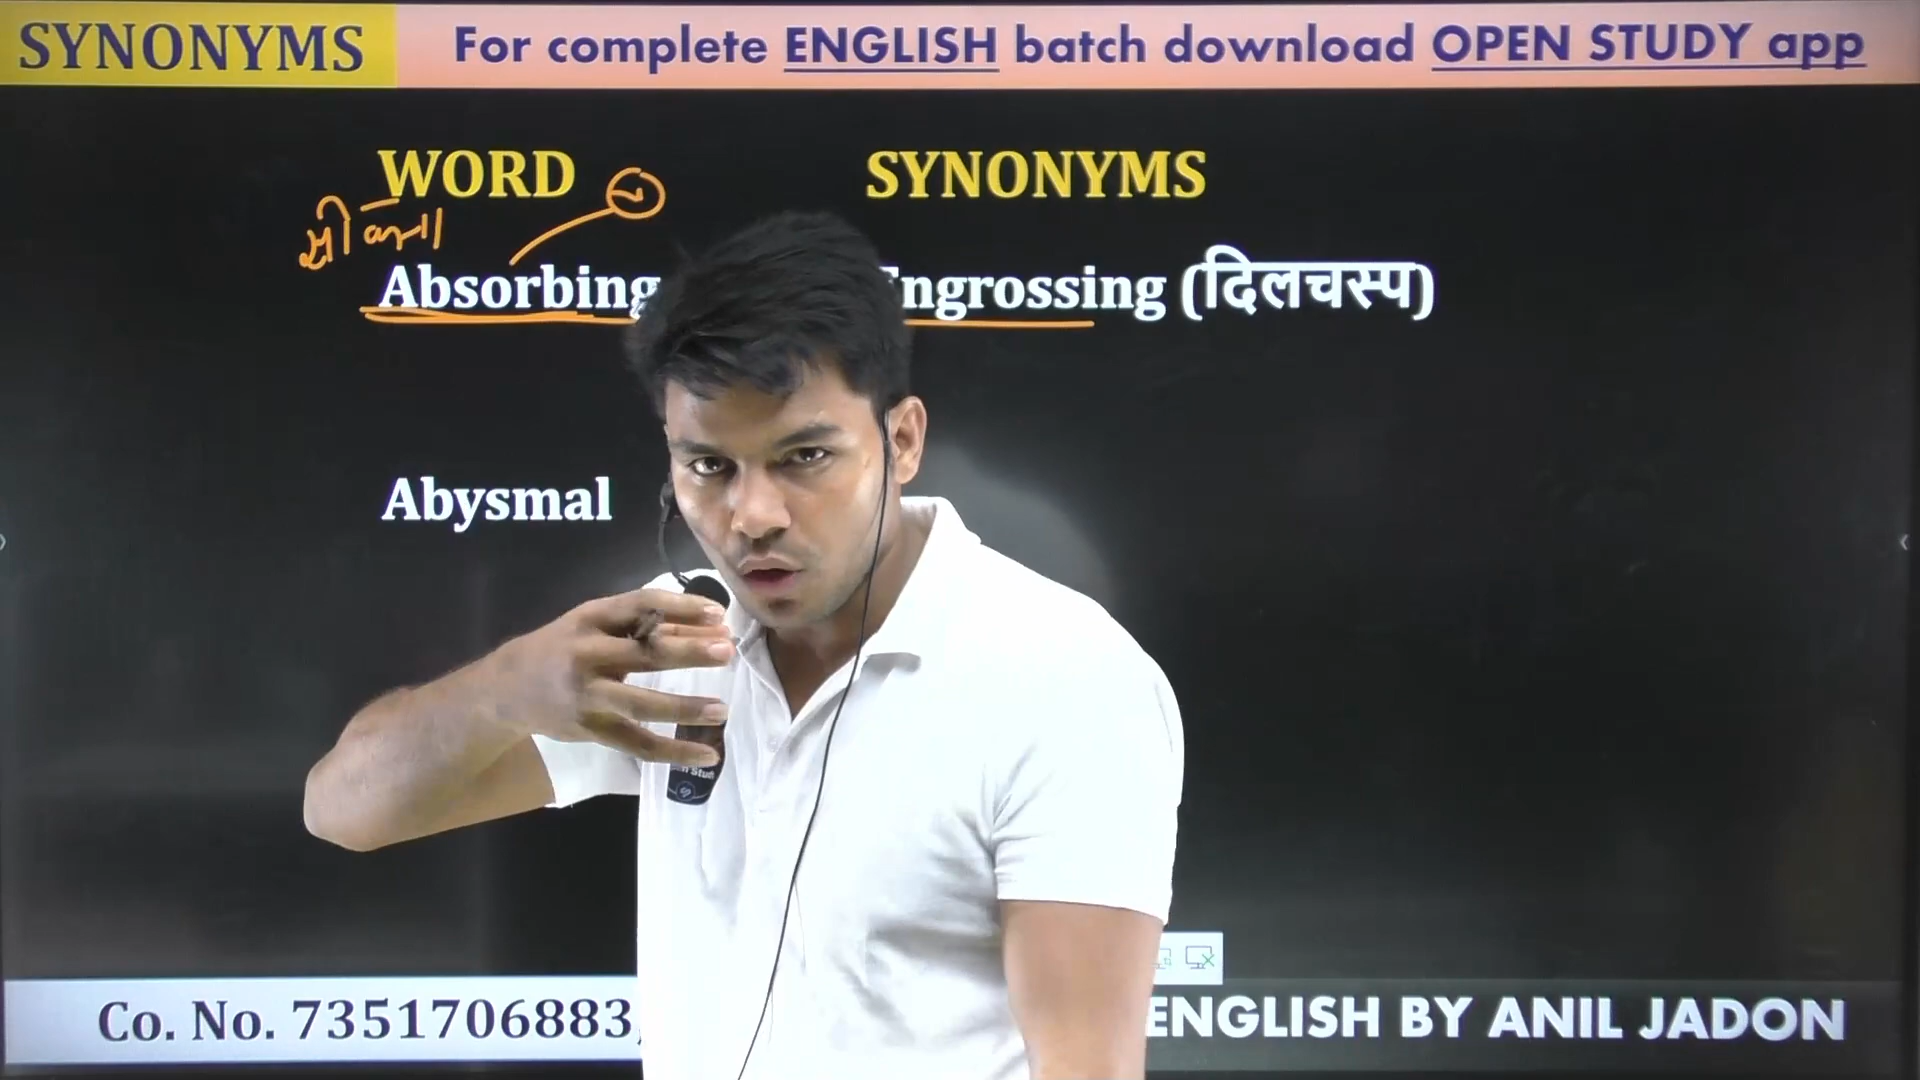 SYNONYMS
For complete ENGLISH batch download OPEN STUDY app
WORD
SYNONYMS
Absorbing
Engrossing (दिलचस्प)
Abysmal
Co. No. 7351706883,
ENGLISH BY ANIL JADON